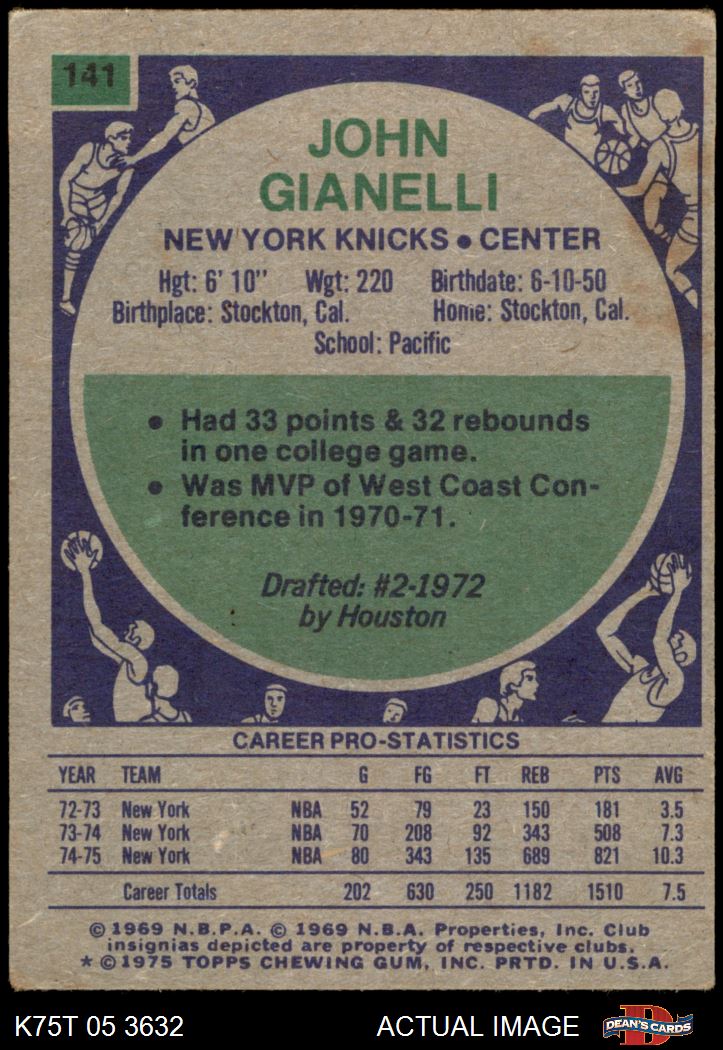 141
JOHN
GIANELLI
NEW YORK KNICKS • CENTER
Hgt: 6' 10'' Wgt: 220 Birthdate: 6-10-50
Birthplace: Stockton, Cal. Home: Stockton, Cal.
School: Pacific
• Had 33 points & 32 rebounds
in one college game.
• Was MVP of West Coast Con-
ference in 1970-71.
Drafted: #2-1972
by Houston
CAREER PRO-STATISTICS
YEAR TEAM G FG FT REB PTS AVG
72-73 New York NBA 52 79 23 150 181 3.5
73-74 New York NBA 70 208 92 343 508 7.3
74-75 New York NBA 80 343 135 689 821 10.3
Career Totals 202 630 250 1182 1510 7.5
© 1969 N.B.P.A. © 1969 N.B.A. Properties, Inc. Club
insignias depicted are property of respective clubs.
* © 1975 TOPPS CHEWING GUM, INC. PRTD. IN U.S.A.
K75T 05 3632 ACTUAL IMAGE DEAN'S CARDS